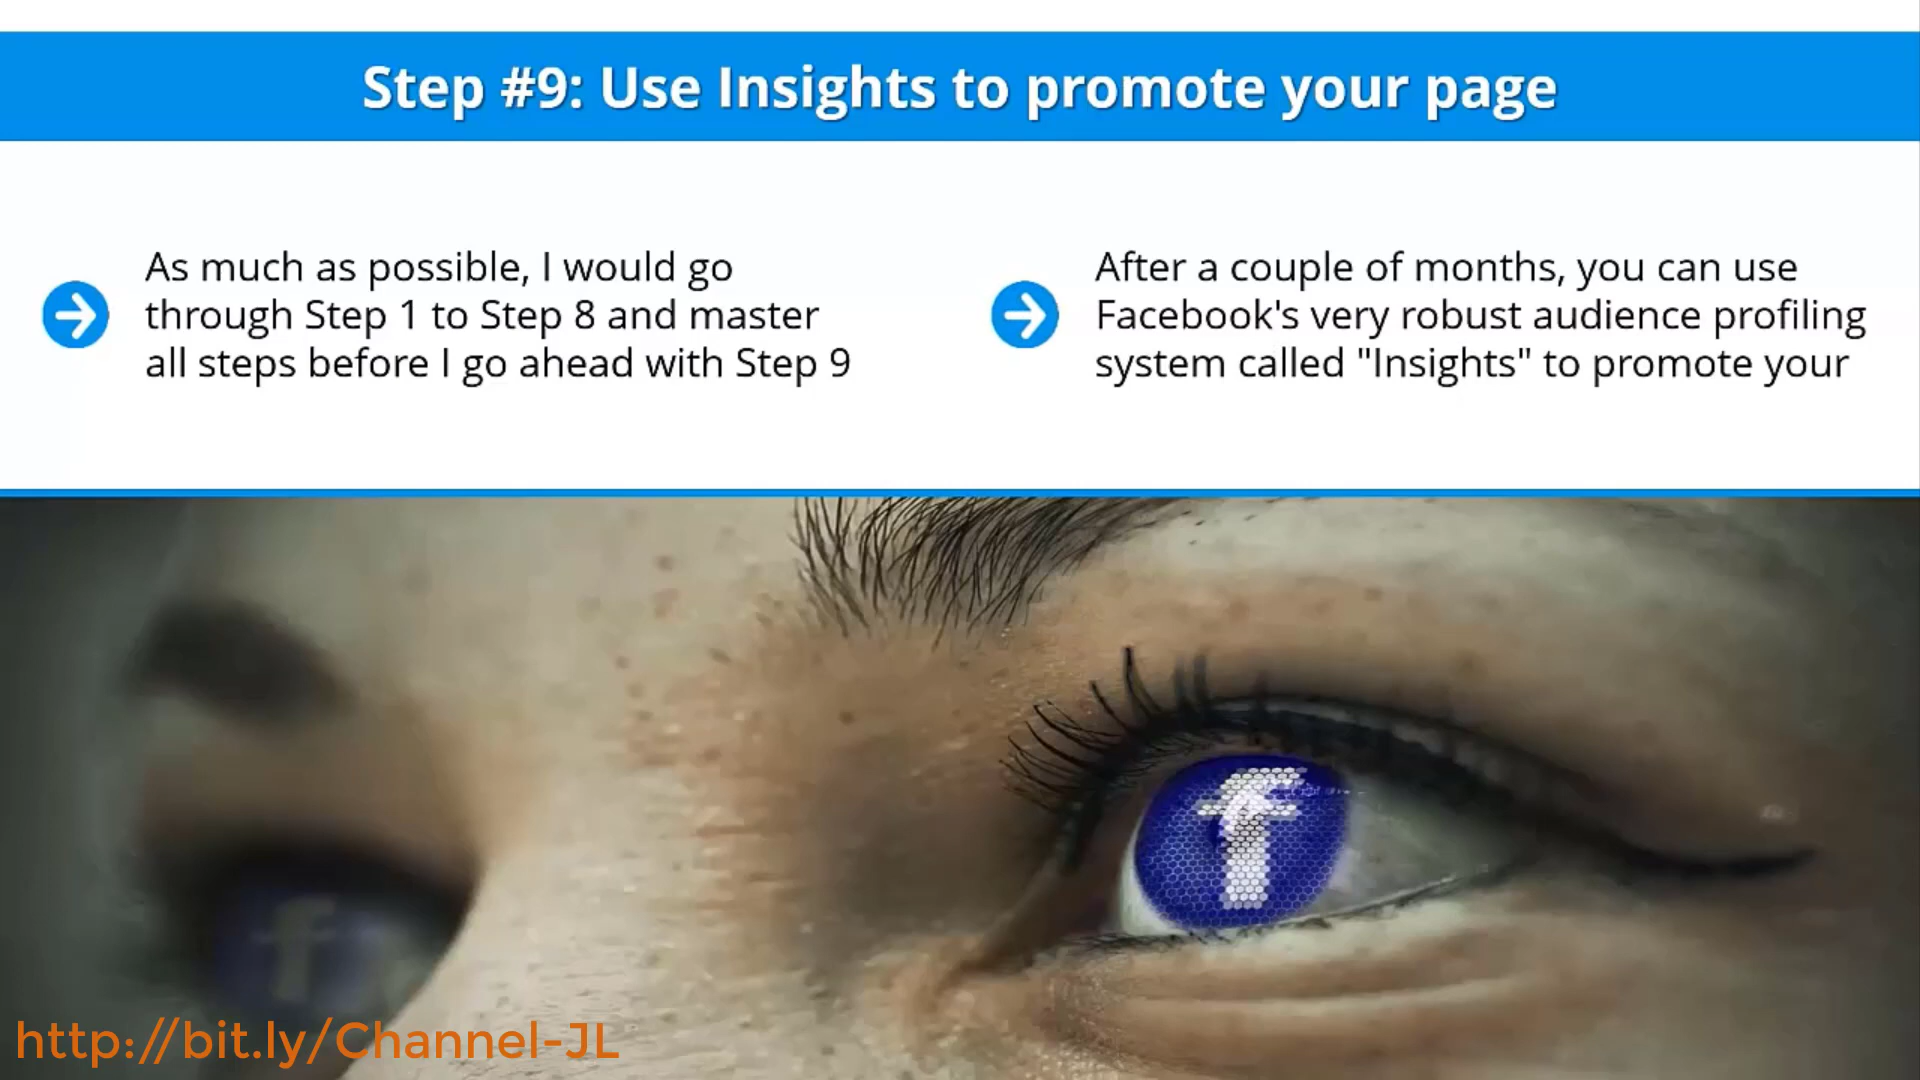 Step #9: Use Insights to promote your page
As much as possible, I would go
through Step 1 to Step 8 and master
all steps before I go ahead with Step 9
After a couple of months, you can use
Facebook's very robust audience profiling
system called "Insights" to promote your
f
f
http://bit.ly/Channel-JL